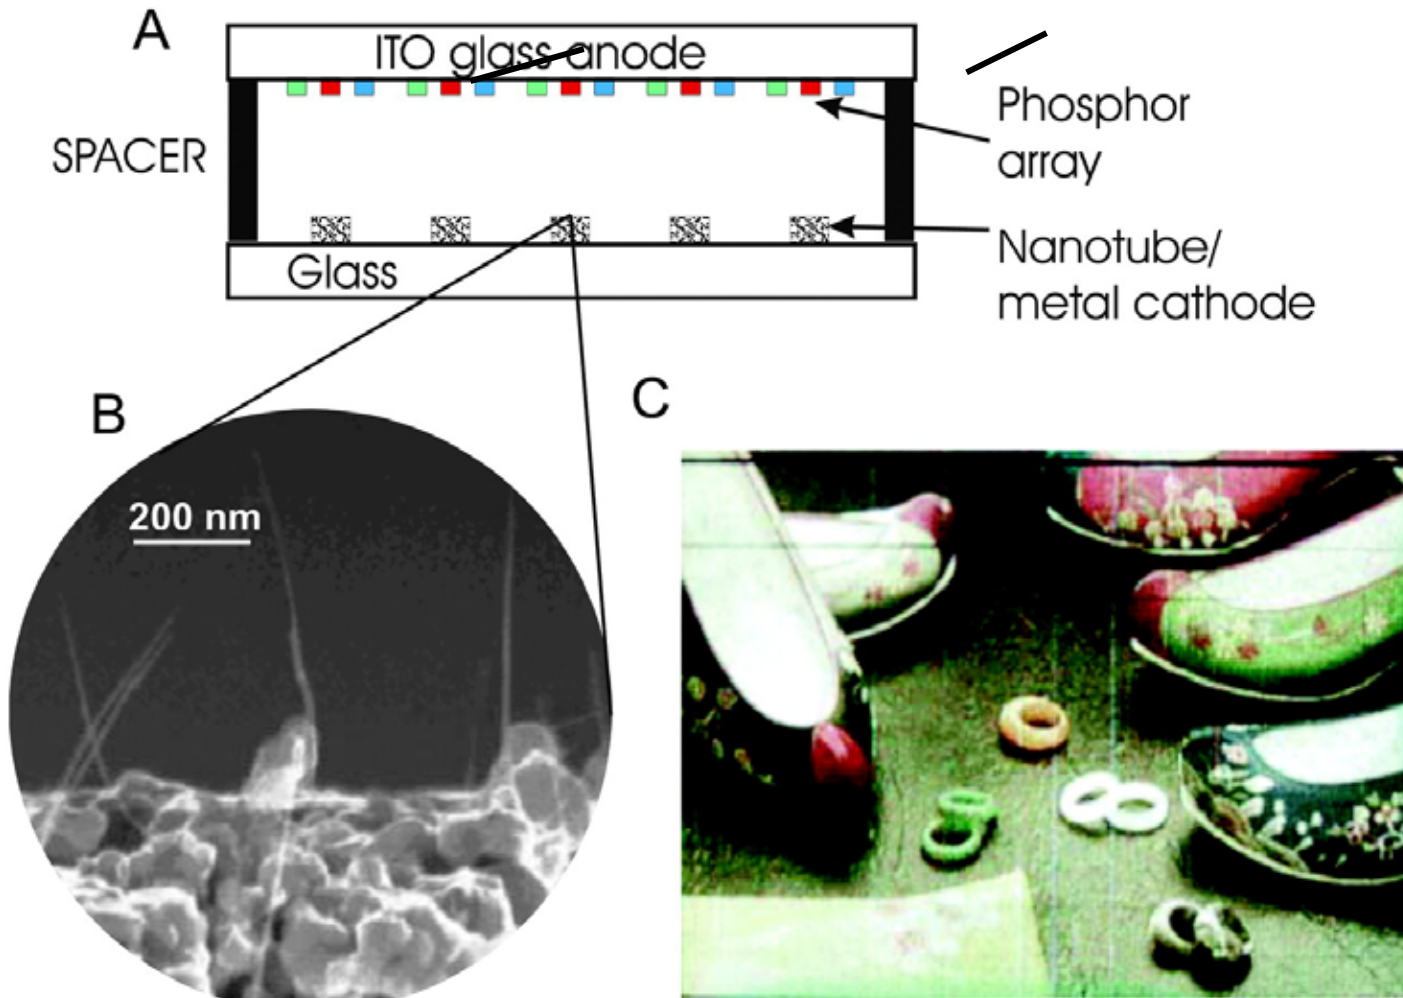 A
ITO glass anode
SPACER
Phosphor
array
Nanotube/
metal cathode
Glass
B
C
200 nm